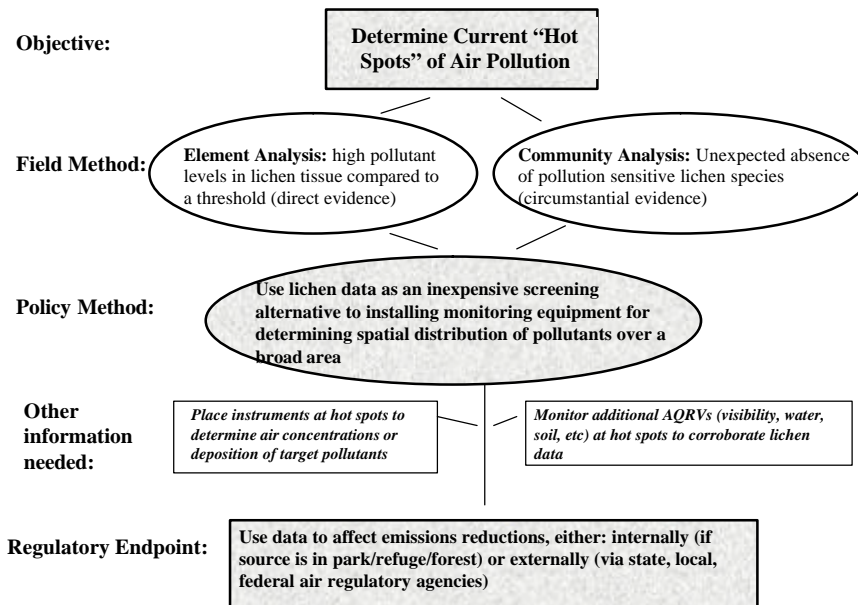 Objective:
Determine Current “Hot
Spots” of Air Pollution
Field Method:
Element Analysis: high pollutant
levels in lichen tissue compared to
a threshold (direct evidence)
Community Analysis: Unexpected absence
of pollution sensitive lichen species
(circumstantial evidence)
Policy Method:
Use lichen data as an inexpensive screening
alternative to installing monitoring equipment for
determining spatial distribution of pollutants over a
broad area
Other
information
needed:
Place instruments at hot spots to
determine air concentrations or
deposition of target pollutants
Monitor additional AQRVs (visibility, water,
soil, etc) at hot spots to corroborate lichen
data
Regulatory Endpoint:
Use data to affect emissions reductions, either: internally (if
source is in park/refuge/forest) or externally (via state, local,
federal air regulatory agencies)